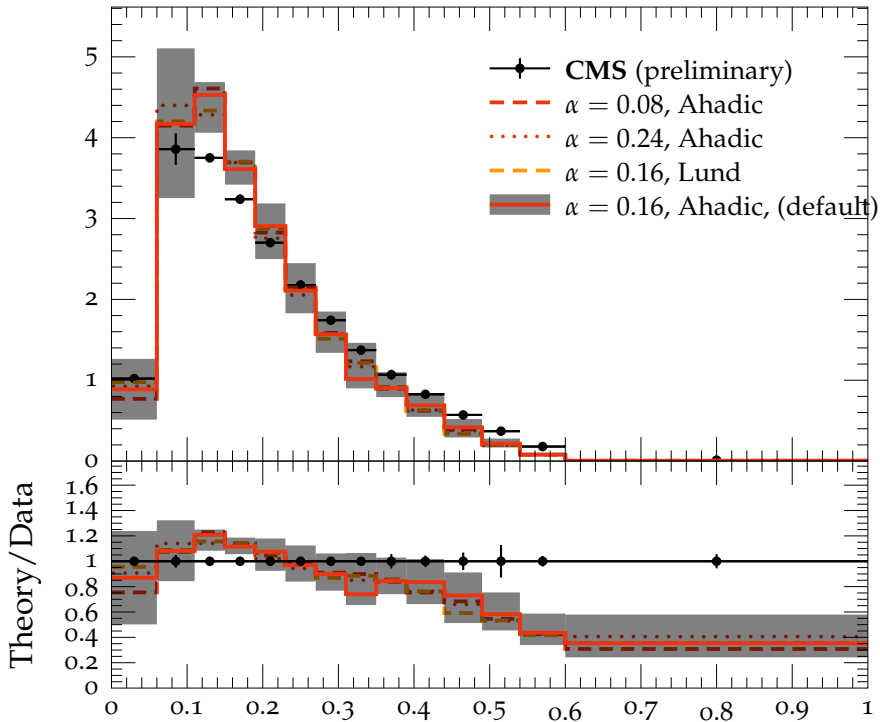 5
4
3
2
1
0
CMS (preliminary)
α = 0.08, Ahadic
α = 0.24, Ahadic
α = 0.16, Lund
α = 0.16, Ahadic, (default)
Theory/Data
1.6
1.4
1.2
1
0.8
0.6
0.4
0.2
0
0 0.1 0.2 0.3 0.4 0.5 0.6 0.7 0.8 0.9 1